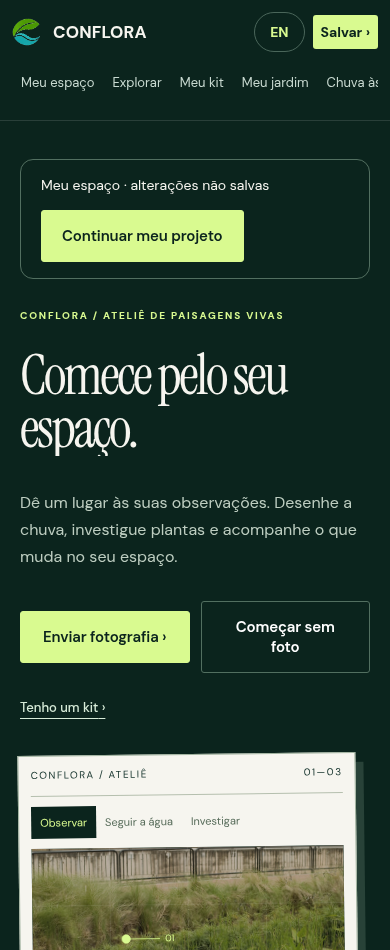 CONFLORA
EN
Salvar ›
Meu espaço Explorar Meu kit Meu jardim Chuva às
Meu espaço · alterações não salvas
Continuar meu projeto
CONFLORA / ATELIÊ DE PAISAGENS VIVAS
Comece pelo seu
espaço.
Dê um lugar às suas observações. Desenhe a
chuva, investigue plantas e acompanhe o que
muda no seu espaço.
Enviar fotografia ›
Começar sem
foto
Tenho um kit ›
CONFLORA / ATELIÊ 01—03
Observar Seguir a água Investigar
01